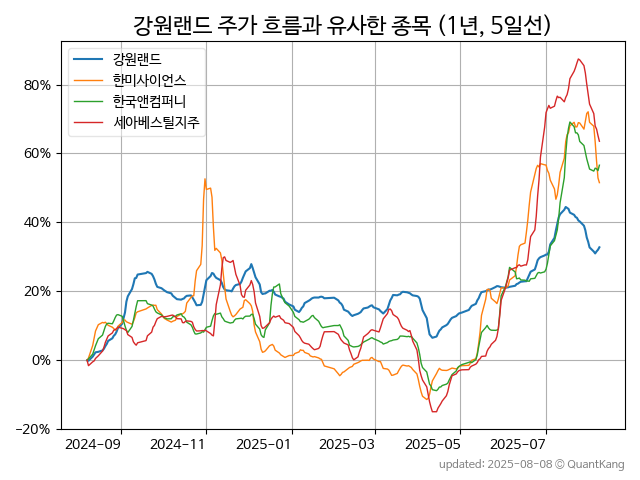 강원랜드 주가 흐름과 유사한 종목 (1년, 5일선)
강원랜드
한미사이언스
한국앤컴퍼니
세아베스틸지주
80%
60%
40%
20%
0%
−20%
2024-09 2024-11 2025-01 2025-03 2025-05 2025-07
updated: 2025-08-08 © QuantKang